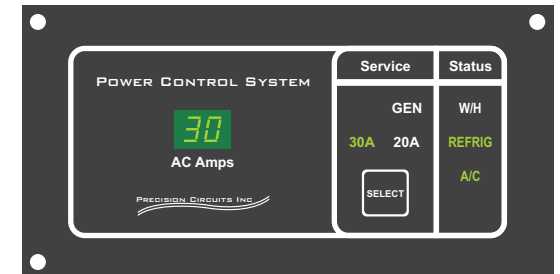 POWER CONTROL SYSTEM
30
AC Amps
PRECISION CIRCUITS INC
Service
GEN
30A 20A
SELECT
Status
W/H
REFRIG
A/C